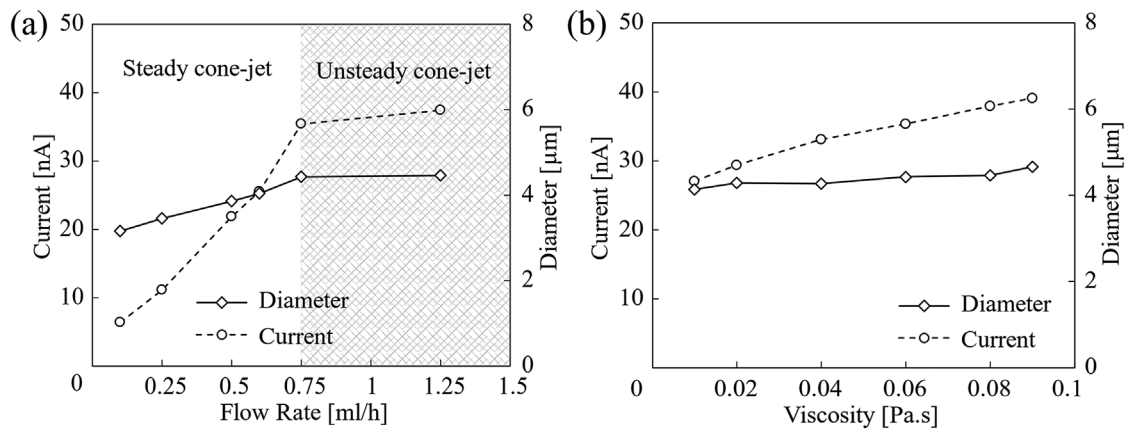 (a)
50
40
30
20
10
0
Current [nA]
Steady cone-jet
Unsteady cone-jet
Diameter
Current
8
6
4
2
0
Diameter [μm]
0.25 0.5 0.75 1 1.25 1.5
Flow Rate [ml/h]
(b)
50
40
30
20
10
0
Current [nA]
Diameter
Current
8
6
4
2
0
Diameter [μm]
0.02 0.04 0.06 0.08 0.1
Viscosity [Pa.s]